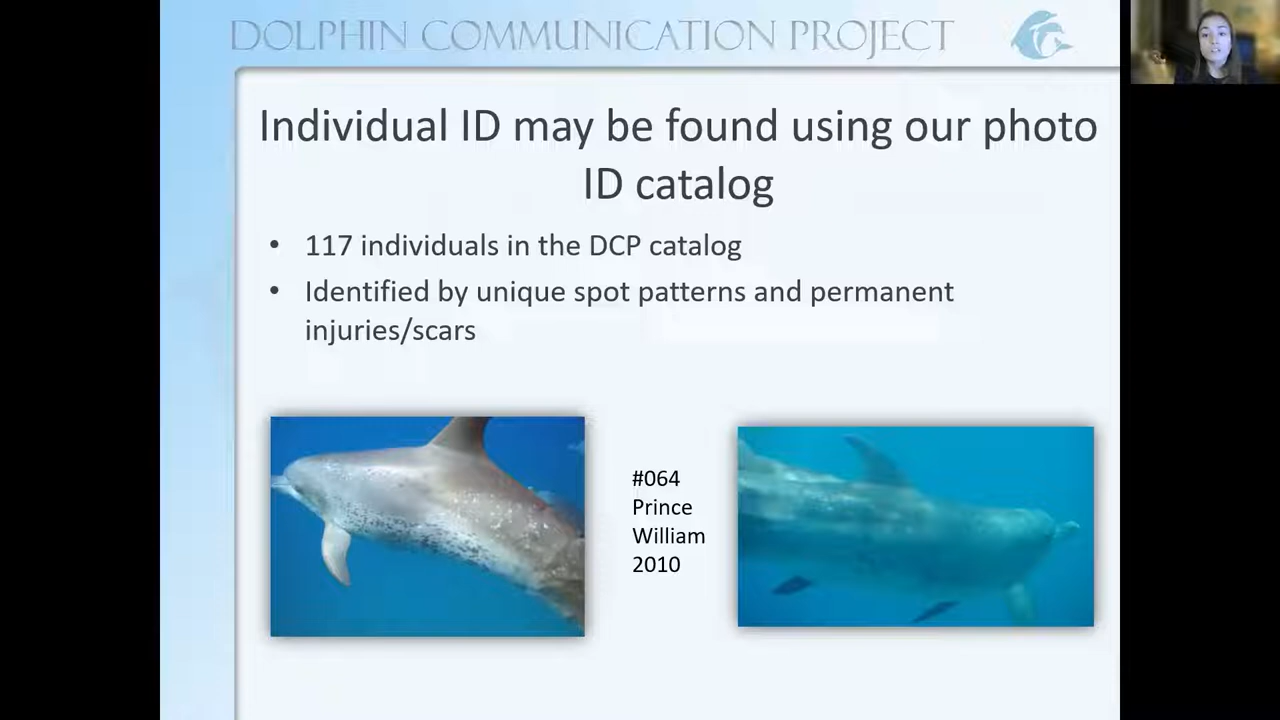 DOLPHIN COMMUNICATION PROJECT
Individual ID may be found using our photo
ID catalog
• 117 individuals in the DCP catalog
• Identified by unique spot patterns and permanent
injuries/scars
#064
Prince
William
2010